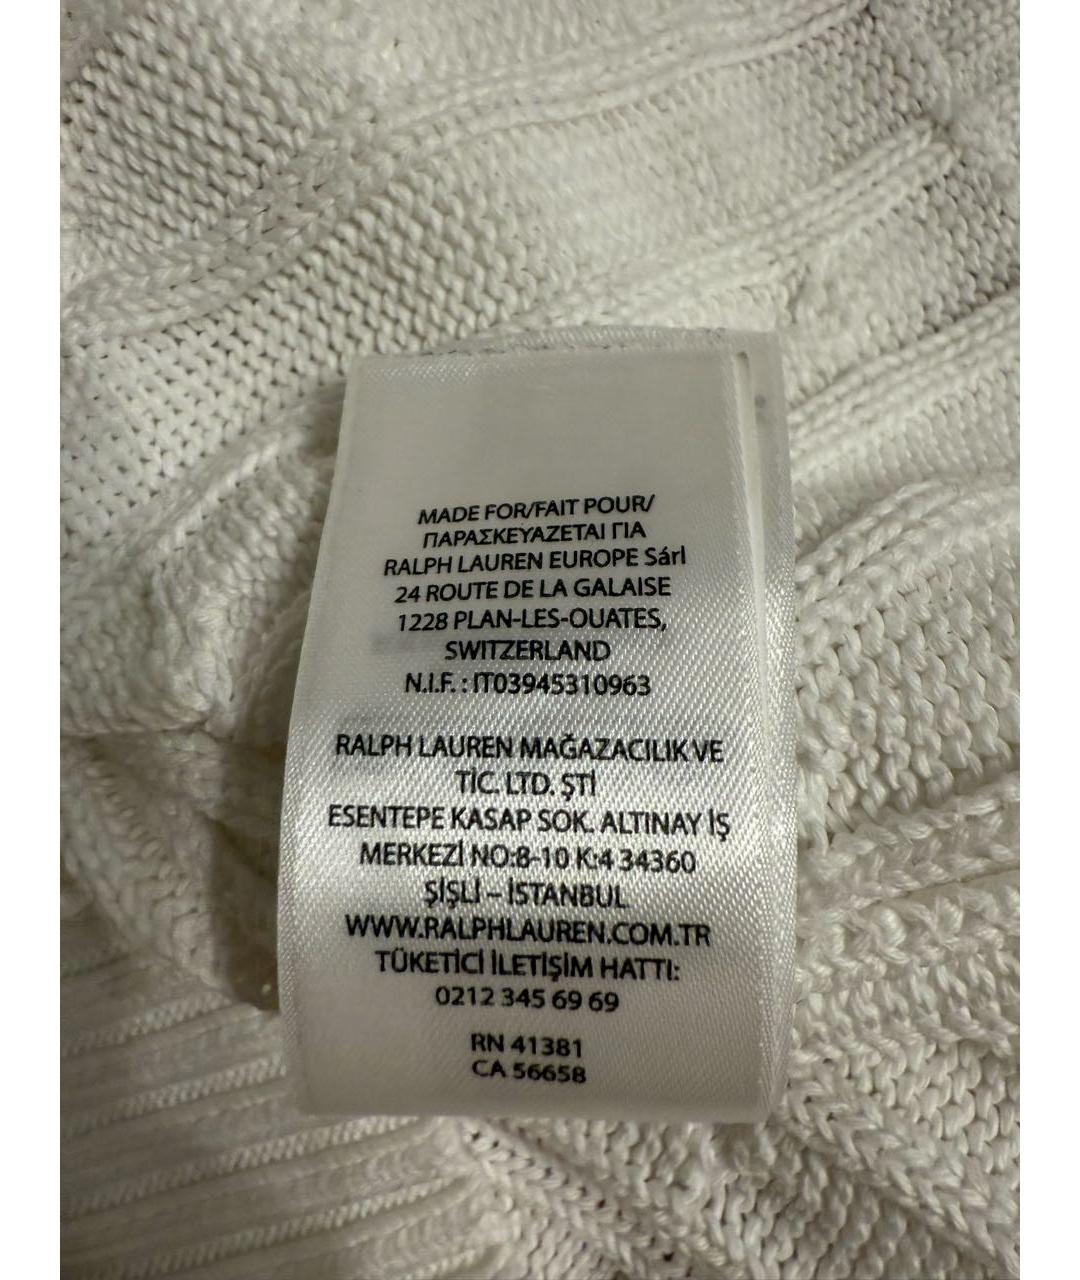 MADE FOR/FAIT POUR/
ΠΑΡΑΣΚΕΥΑΖΕΤΑΙ ΓΙΑ
RALPH LAUREN EUROPE Sárl
24 ROUTE DE LA GALAISE
1228 PLAN-LES-OUATES,
SWITZERLAND
N.I.F. : IT03945310963
RALPH LAUREN MAĞAZACILIK VE
TİC. LTD. ŞTİ
ESENTEPE KASAP SOK. ALTINAY İŞ
MERKEZİ NO:8-10 K:4 34360
ŞİŞLİ – İSTANBUL
WWW.RALPHLAUREN.COM.TR
TÜKETİCİ İLETİŞİM HATTI:
0212 345 69 69
RN 41381
CA 56658